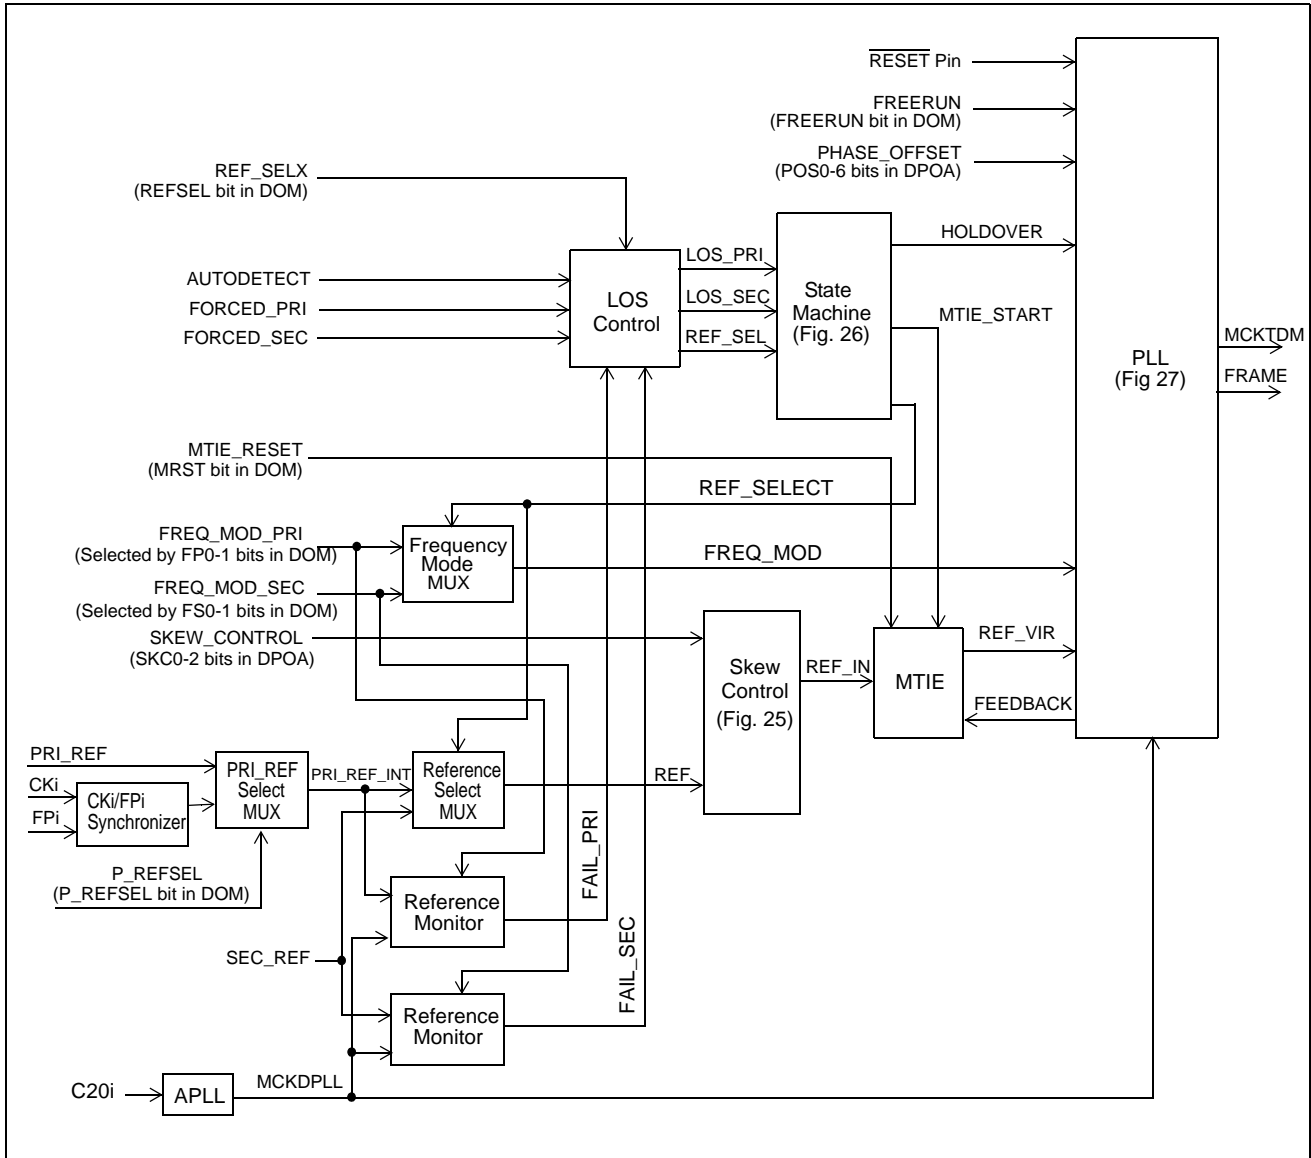 RESET Pin
FREERUN
(FREERUN bit in DOM)
PHASE_OFFSET
(POS0-6 bits in DPOA)
REF_SELX
(REFSEL bit in DOM)
HOLDOVER
LOS_PRI
AUTODETECT
LOS
Control
LOS_SEC
State
Machine
(Fig. 26)
FORCED_PRI
MTIE_START
FORCED_SEC
REF_SEL
PLL
(Fig 27)
MCKTDM
FRAME
MTIE_RESET
(MRST bit in DOM)
REF_SELECT
FREQ_MOD_PRI
(Selected by FP0-1 bits in DOM)
Frequency
Mode
MUX
FREQ_MOD
FREQ_MOD_SEC
(Selected by FS0-1 bits in DOM)
SKEW_CONTROL
(SKC0-2 bits in DPOA)
Skew
Control
(Fig. 25)
REF_IN
MTIE
REF_VIR
FEEDBACK
PRI_REF
CKi
FPi
CKi/FPi
Synchronizer
PRI_REF
Select
MUX
PRI_REF_INT
Reference
Select
MUX
REF
P_REFSEL
(P_REFSEL bit in DOM)
FAIL_PRI
Reference
Monitor
SEC_REF
FAIL_SEC
Reference
Monitor
C20i
APLL
MCKDPLL